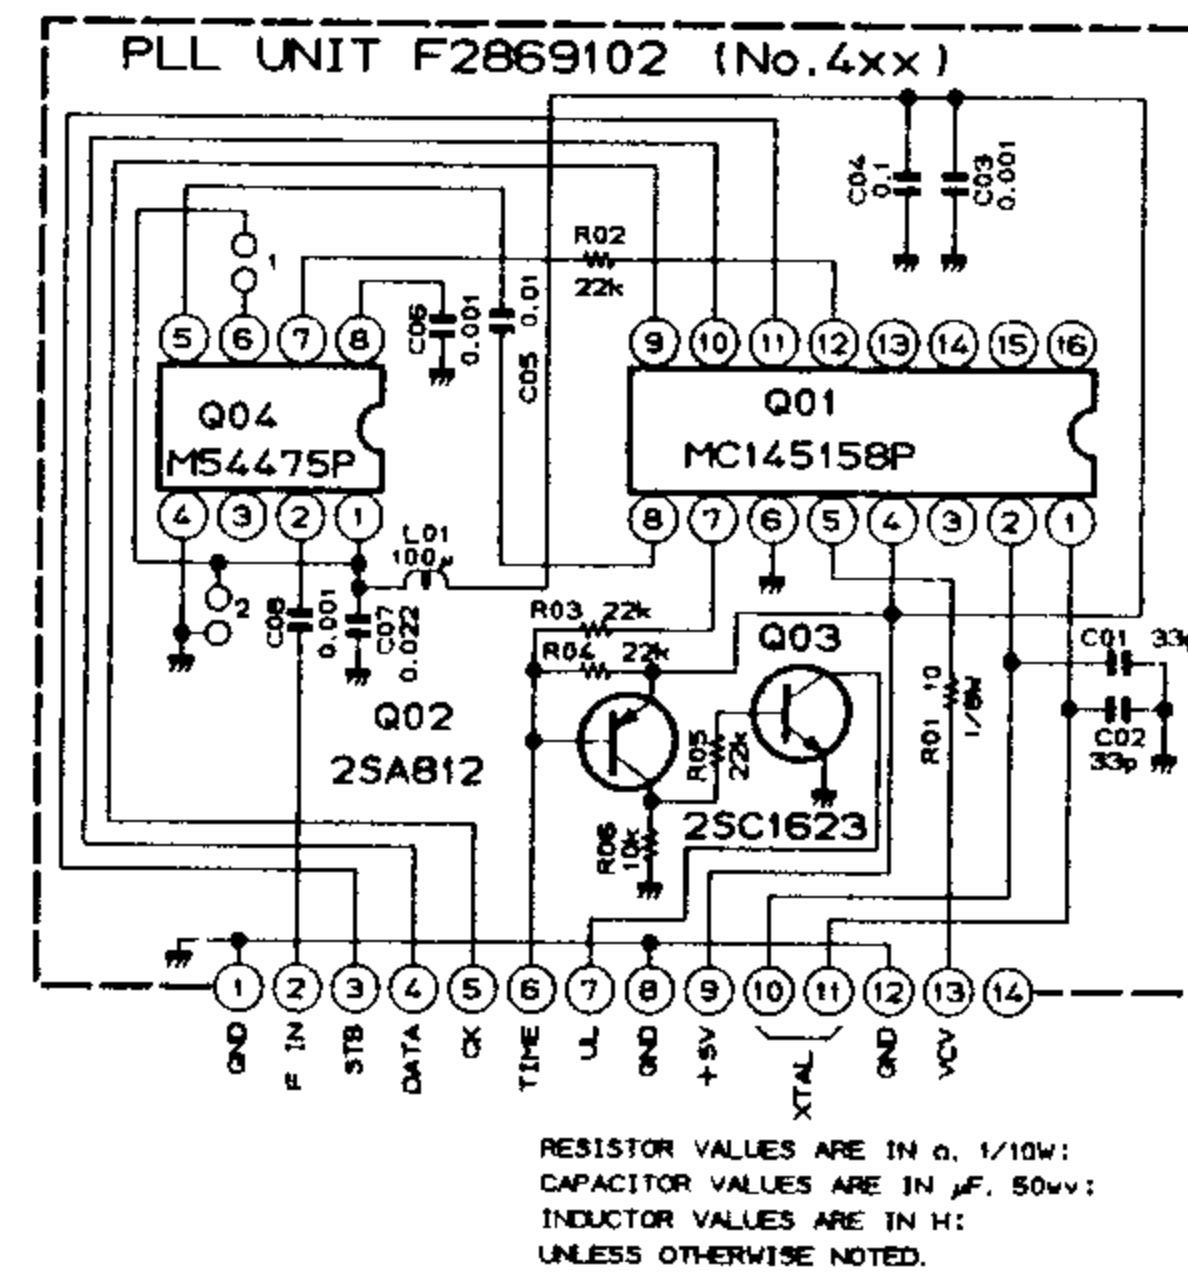 PLL UNIT F2869102 (No.4xx)
C04
0.1
C03
0.001
R02
22k
1
C06
0.001
C05 0.01
5 6 7 8
9 10 11 12 13 14 15 16
Q04
M54475P
Q01
MC145158P
4 3 2 1
8 7 6 5 4 3 2 1
L01
100μ
2
C08
0.001
C07
0.022
R03 22k
R04 22k
Q03
C01 33p
C02
33p
R01 10
1/8W
Q02
2SA812
R05
22k
2SC1623
R06
10k
1 2 3 4 5 6 7 8 9 10 11 12 13 14
GND
F IN
STB
DATA
CK
TIME
UL
GND
+5V
XTAL
GND
VCV
RESISTOR VALUES ARE IN Ω, 1/10W:
CAPACITOR VALUES ARE IN μF, 50wv:
INDUCTOR VALUES ARE IN H:
UNLESS OTHERWISE NOTED.